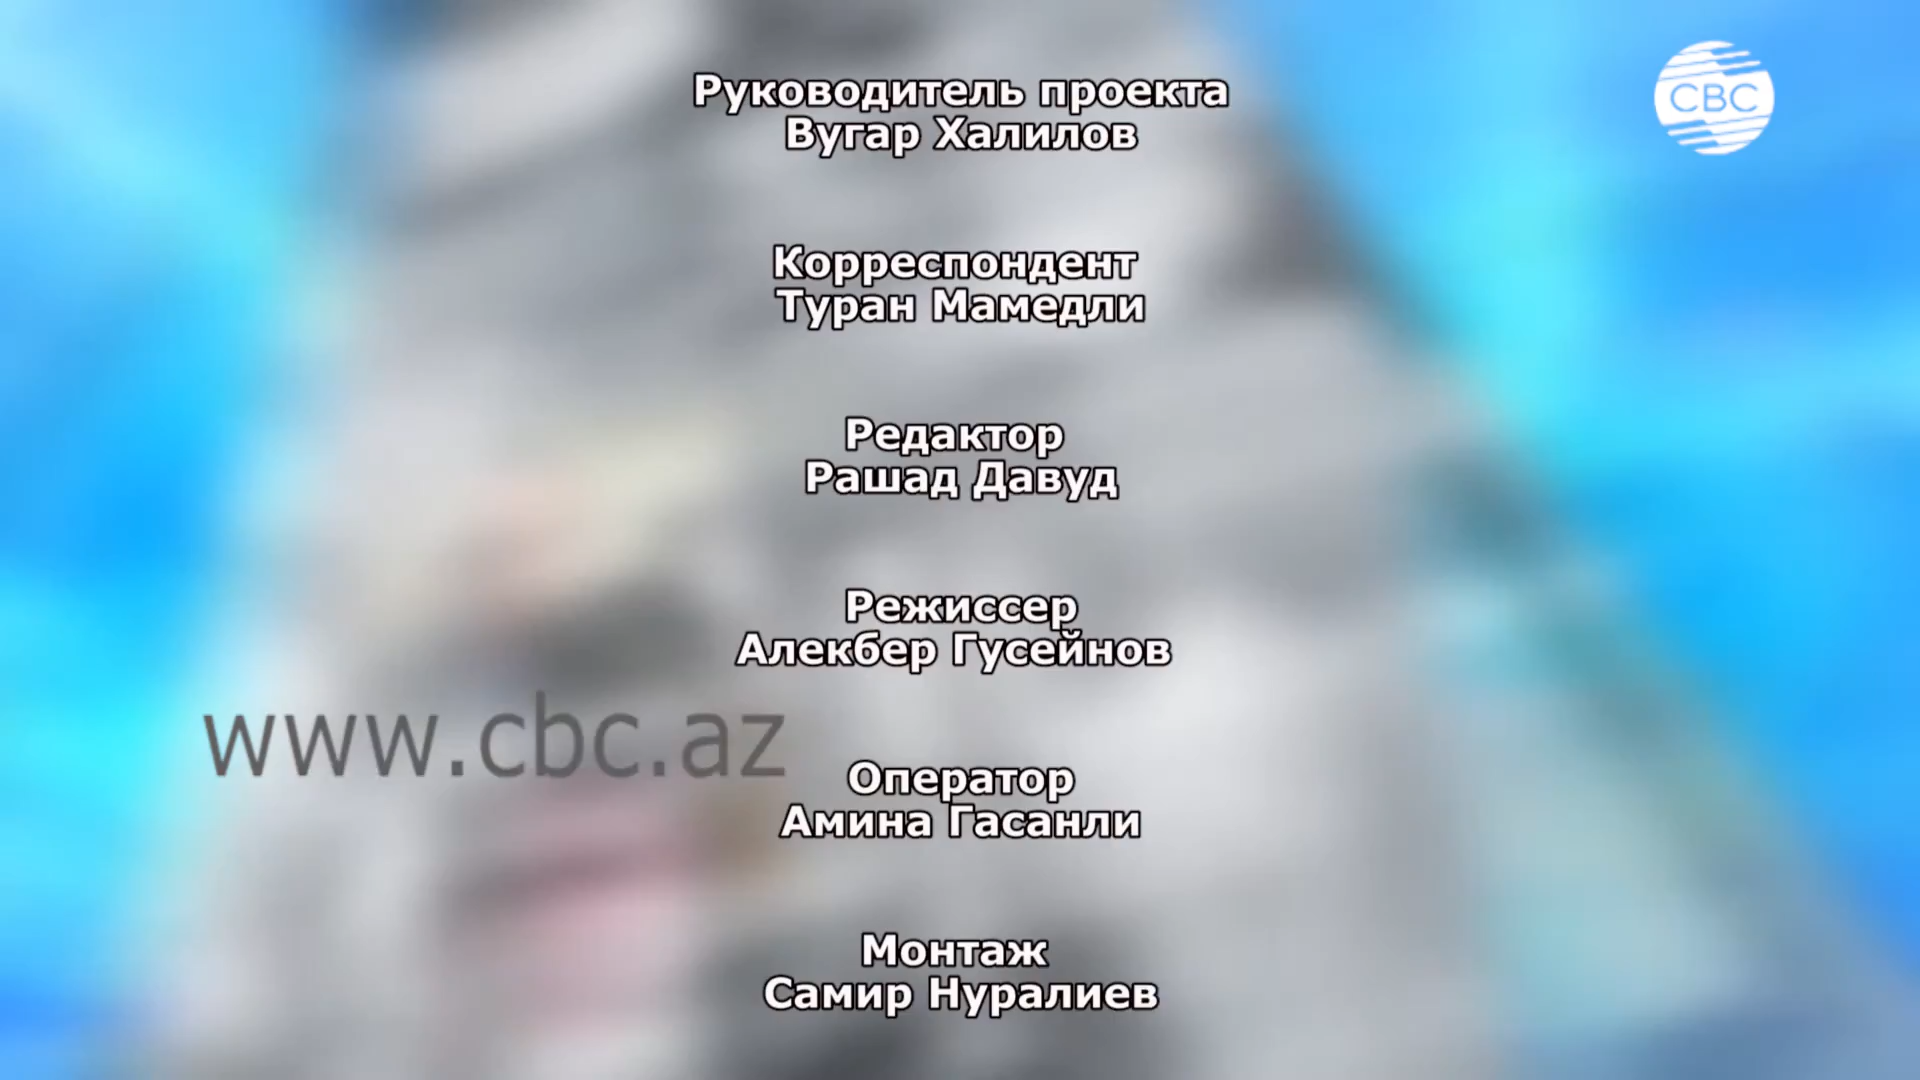 Руководитель проекта
Вугар Халилов
CBC
Корреспондент
Туран Мамедли
Редактор
Рашад Давуд
Режиссер
Алекбер Гусейнов
www.cbc.az
Оператор
Амина Гасанли
Монтаж
Самир Нуралиев